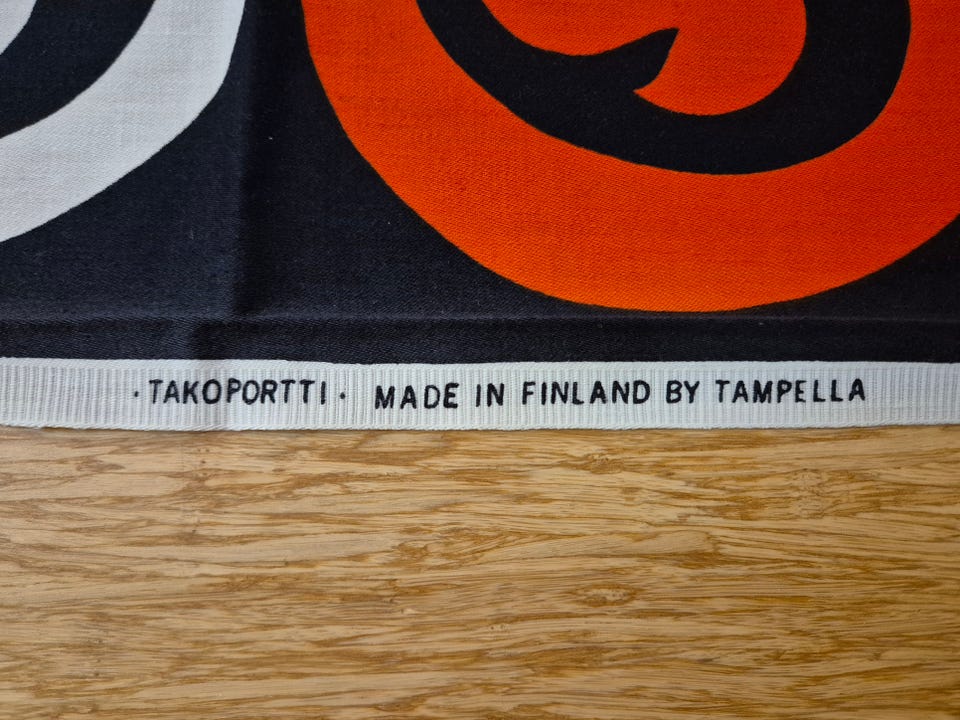 · TAKOPORTTI · MADE IN FINLAND BY TAMPELLA